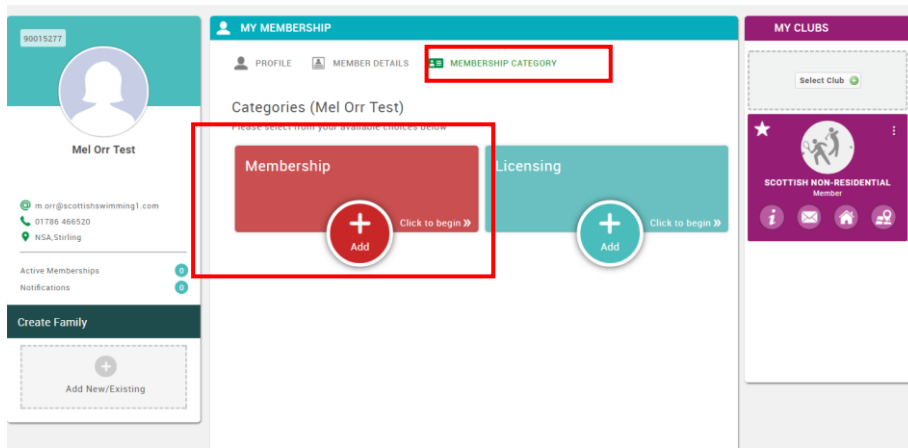 90015277
Mel Orr Test
m.orr@scottishswimming1.com
01786 466520
NSA,Stirling
Active Memberships 0
Notifications 0
Create Family
Add New/Existing
MY MEMBERSHIP
PROFILE MEMBER DETAILS MEMBERSHIP CATEGORY
Categories (Mel Orr Test)
Please select from your available choices below
Membership
Click to begin »
Add
Licensing
Click to begin »
Add
MY CLUBS
Select Club
SCOTTISH NON-RESIDENTIAL
Member